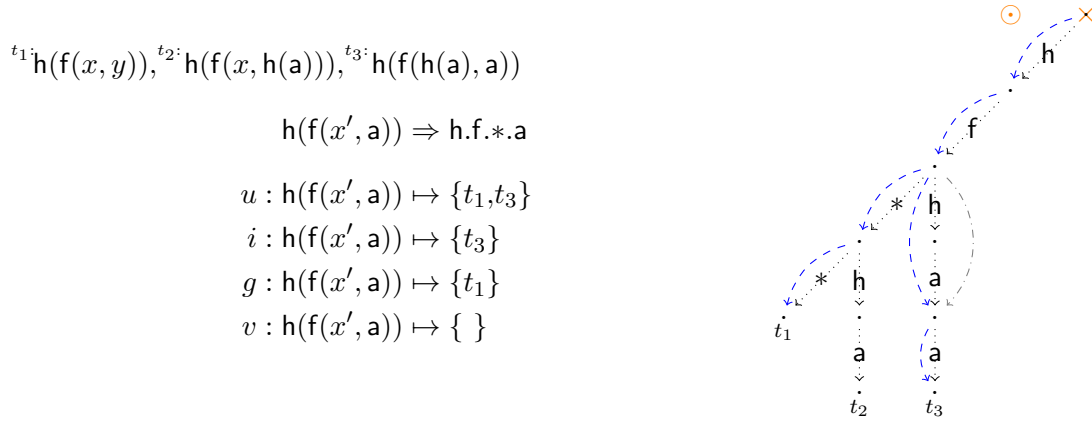 t₁: h(f(x, y)), t₂: h(f(x, h(a))), t₃: h(f(h(a), a))
h(f(x′, a)) ⇒ h.f.∗.a
u : h(f(x′, a)) ↦ {t₁,t₃}
i : h(f(x′, a)) ↦ {t₃}
g : h(f(x′, a)) ↦ {t₁}
v : h(f(x′, a)) ↦ { }
h
f
∗ h
∗ h a
t₁
a a
t₂ t₃